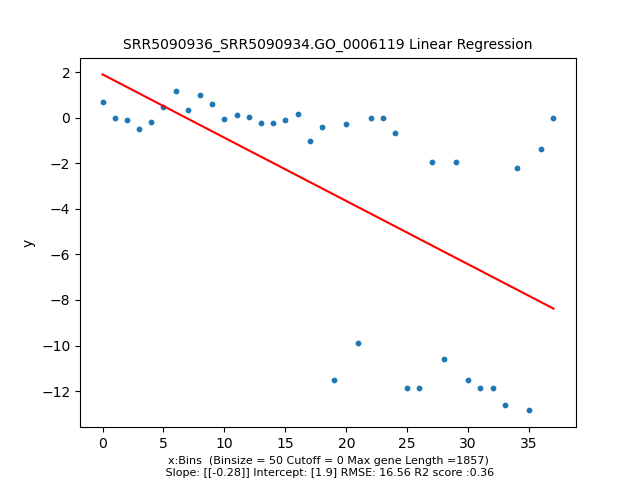 SRR5090936_SRR5090934.GO_0006119 Linear Regression
2
0
−2
−4
−6
−8
−10
−12
y
0 5 10 15 20 25 30 35
x:Bins (Binsize = 50 Cutoff = 0 Max gene Length =1857)
Slope: [[-0.28]] Intercept: [1.9] RMSE: 16.56 R2 score :0.36